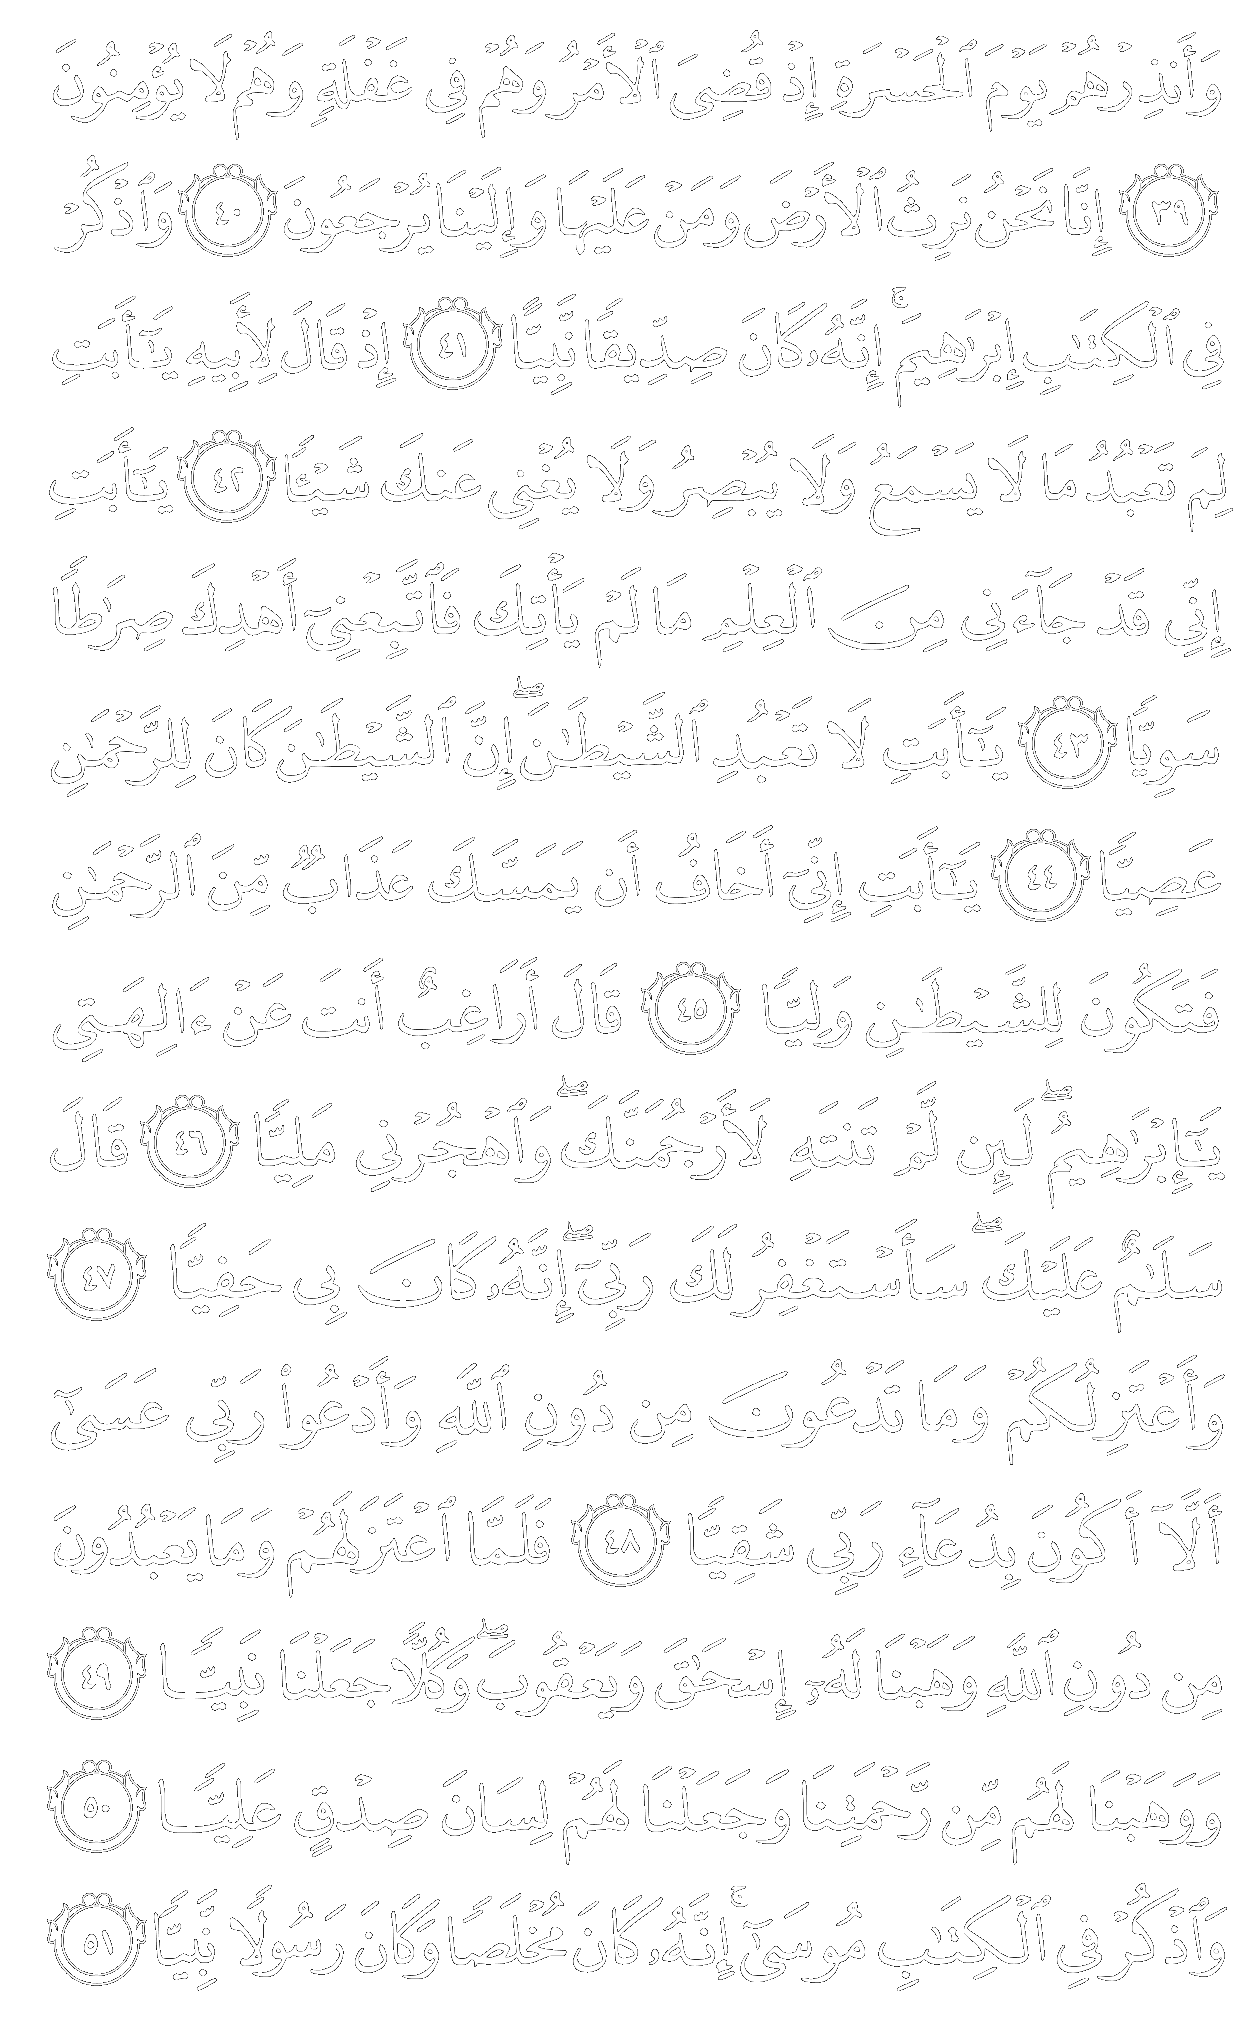 وَأَنذِرْهُمْ يَوْمَ ٱلْحَسْرَةِ إِذْ قُضِىَ ٱلْأَمْرُ وَهُمْ فِى غَفْلَةٍ وَهُمْ لَا يُؤْمِنُونَ
٣٩ إِنَّا نَحْنُ نَرِثُ ٱلْأَرْضَ وَمَنْ عَلَيْهَا وَإِلَيْنَا يُرْجَعُونَ ٤٠ وَٱذْكُرْ
فِى ٱلْكِتَٰبِ إِبْرَٰهِيمَ ۚ إِنَّهُۥ كَانَ صِدِّيقًا نَّبِيًّا ٤١ إِذْ قَالَ لِأَبِيهِ يَٰٓأَبَتِ
لِمَ تَعْبُدُ مَا لَا يَسْمَعُ وَلَا يُبْصِرُ وَلَا يُغْنِى عَنكَ شَيْـًٔا ٤٢ يَٰٓأَبَتِ
إِنِّى قَدْ جَآءَنِى مِنَ ٱلْعِلْمِ مَا لَمْ يَأْتِكَ فَٱتَّبِعْنِىٓ أَهْدِكَ صِرَٰطًا
سَوِيًّا ٤٣ يَٰٓأَبَتِ لَا تَعْبُدِ ٱلشَّيْطَٰنَ ۖ إِنَّ ٱلشَّيْطَٰنَ كَانَ لِلرَّحْمَٰنِ
عَصِيًّا ٤٤ يَٰٓأَبَتِ إِنِّىٓ أَخَافُ أَن يَمَسَّكَ عَذَابٌ مِّنَ ٱلرَّحْمَٰنِ
فَتَكُونَ لِلشَّيْطَٰنِ وَلِيًّا ٤٥ قَالَ أَرَاغِبٌ أَنتَ عَنْ ءَالِهَتِى
يَٰٓإِبْرَٰهِيمُ ۖ لَئِن لَّمْ تَنتَهِ لَأَرْجُمَنَّكَ ۖ وَٱهْجُرْنِى مَلِيًّا ٤٦ قَالَ
سَلَٰمٌ عَلَيْكَ ۖ سَأَسْتَغْفِرُ لَكَ رَبِّىٓ ۖ إِنَّهُۥ كَانَ بِى حَفِيًّا ٤٧
وَأَعْتَزِلُكُمْ وَمَا تَدْعُونَ مِن دُونِ ٱللَّهِ وَأَدْعُوا۟ رَبِّى عَسَىٰٓ
أَلَّآ أَكُونَ بِدُعَآءِ رَبِّى شَقِيًّا ٤٨ فَلَمَّا ٱعْتَزَلَهُمْ وَمَا يَعْبُدُونَ
مِن دُونِ ٱللَّهِ وَهَبْنَا لَهُۥٓ إِسْحَٰقَ وَيَعْقُوبَ ۖ وَكُلًّا جَعَلْنَا نَبِيًّا ٤٩
وَوَهَبْنَا لَهُم مِّن رَّحْمَتِنَا وَجَعَلْنَا لَهُمْ لِسَانَ صِدْقٍ عَلِيًّا ٥٠
وَٱذْكُرْ فِى ٱلْكِتَٰبِ مُوسَىٰٓ ۚ إِنَّهُۥ كَانَ مُخْلَصًا وَكَانَ رَسُولًا نَّبِيًّا ٥١